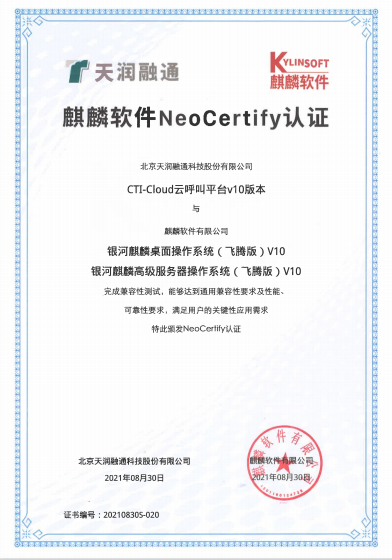 天润融通
KYLINSOFT
麒麟软件
麒麟软件NeoCertify认证
北京天润融通科技股份有限公司
CTI-Cloud云呼叫平台v10版本
与
麒麟软件有限公司
银河麒麟桌面操作系统（飞腾版）V10
银河麒麟高级服务器操作系统（飞腾版）V10
完成兼容性测试，能够达到通用兼容性要求及性能、
可靠性要求，满足用户的关键性应用需求
特此颁发NeoCertify认证
麒麟软件有限公司
北京天润融通科技股份有限公司
麒麟软件有限公司
2021年08月30日
2021年08月30日
证书编号：20210830S-020